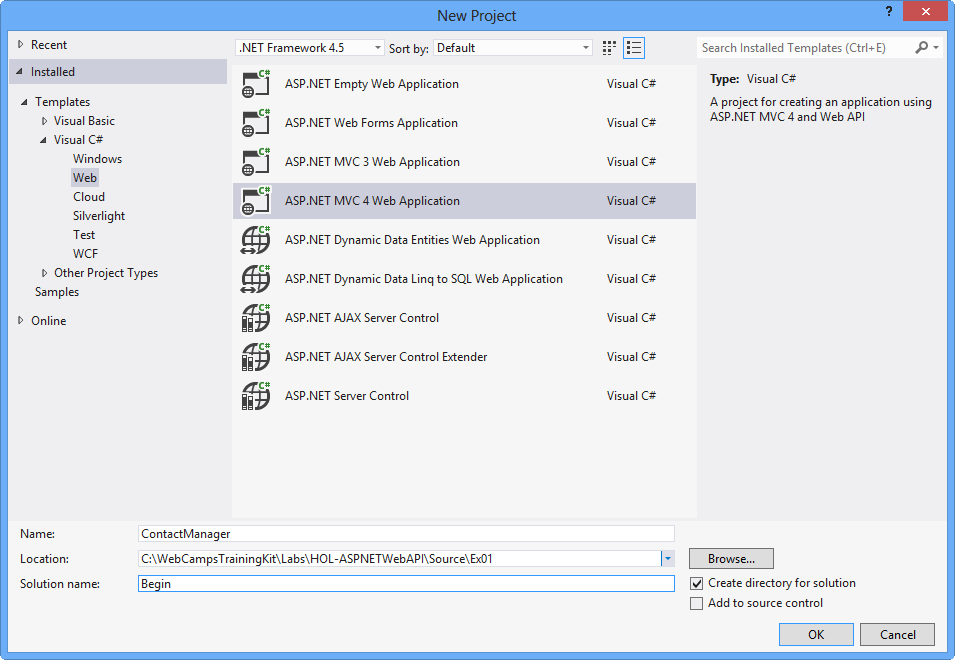 New Project
?
Recent
Installed
Templates
Visual Basic
Visual C#
Windows
Web
Cloud
Silverlight
Test
WCF
Other Project Types
Samples
Online
.NET Framework 4.5
Sort by: Default
C# ASP.NET Empty Web Application Visual C#
C# ASP.NET Web Forms Application Visual C#
C# ASP.NET MVC 3 Web Application Visual C#
C# ASP.NET MVC 4 Web Application Visual C#
C# ASP.NET Dynamic Data Entities Web Application Visual C#
C# ASP.NET Dynamic Data Linq to SQL Web Application Visual C#
C# ASP.NET AJAX Server Control Visual C#
C# ASP.NET AJAX Server Control Extender Visual C#
C# ASP.NET Server Control Visual C#
Search Installed Templates (Ctrl+E)
Type: Visual C#
A project for creating an application using
ASP.NET MVC 4 and Web API
Name: ContactManager
Location: C:\WebCampsTrainingKit\Labs\HOL-ASPNETWebAPI\Source\Ex01 Browse...
Solution name: Begin
Create directory for solution
Add to source control
OK Cancel